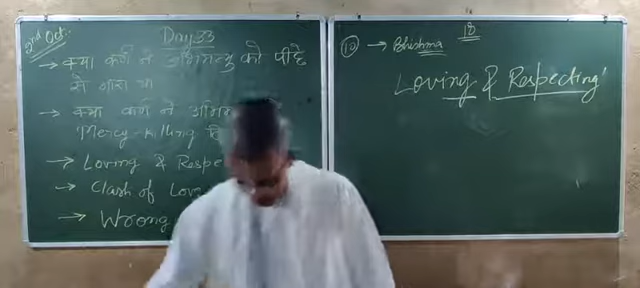 2nd Oct.
Day 33
→ क्या कर्ण ने अभिमन्यु को पीछे
से मारा था
→ क्या कर्ण ने
Mercy-killing
→ Loving & Respe
→ Clash of Love
→ Wrong
18
(10) → Bhishma
Loving & Respecting'